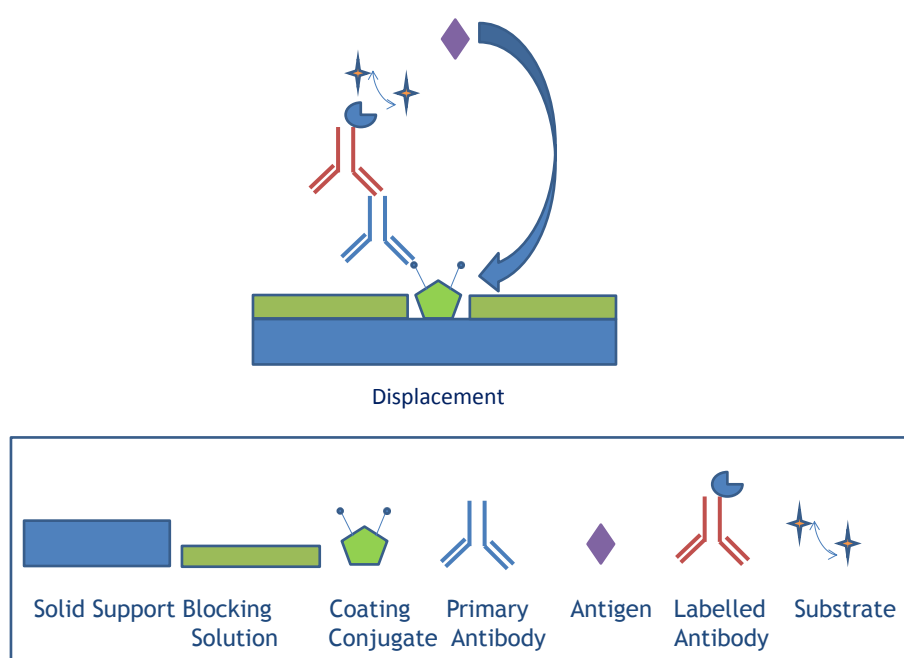 Displacement
Solid Support Blocking Coating Primary Antigen Labelled Substrate
Solution Conjugate Antibody Antibody